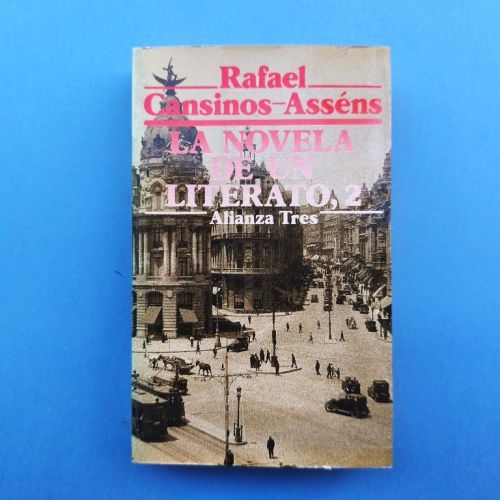 Rafael
Cansinos-Asséns
LA NOVELA
DE UN
LITERATO, 2
Alianza Tres